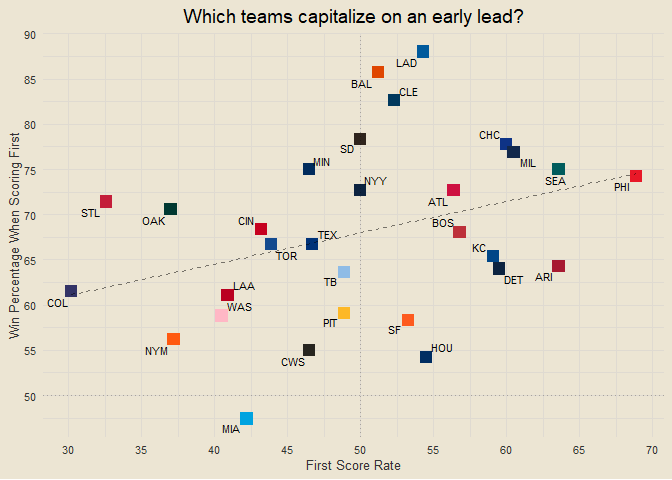 Which teams capitalize on an early lead?
90
LAD
BAL
85
CLE
80
SD
CHC
MIL
MIN
75
SEA
PHI
NYY
ATL
STL
OAK
70
CIN
BOS
TEX
TOR
KC
65
TB
DET
ARI
COL
LAA
60
WAS
PIT
SF
NYM
55
CWS
HOU
50
MIA
Win Percentage When Scoring First
30 35 40 45 50 55 60 65 70
First Score Rate